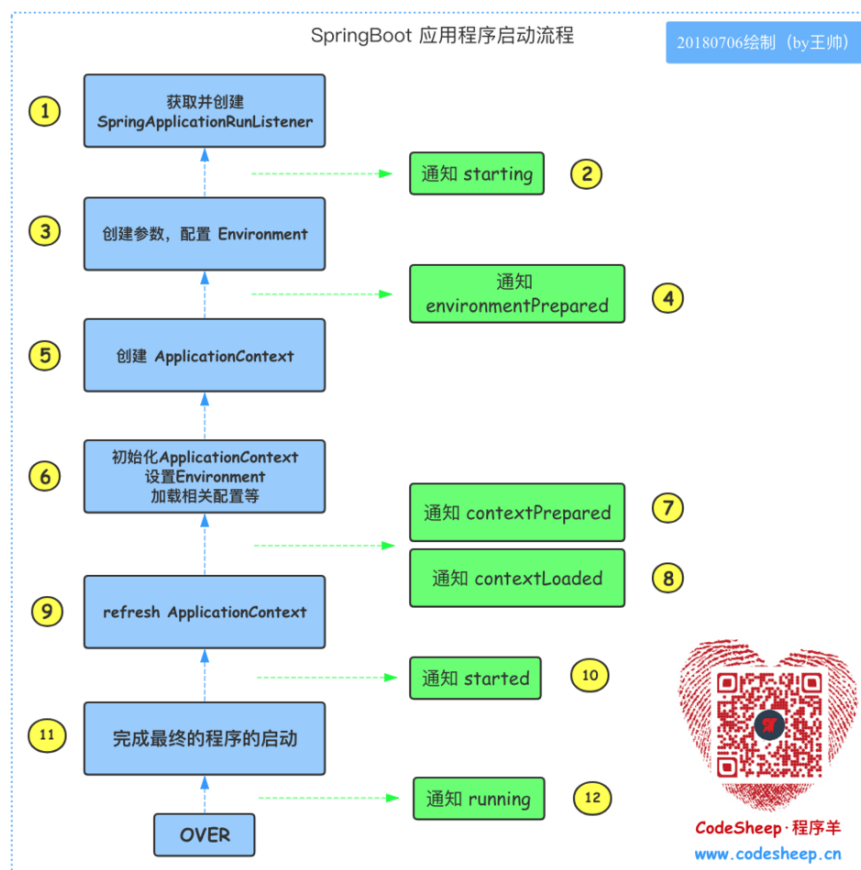 SpringBoot 应用程序启动流程
20180706绘制（by王帅）
1
获取并创建
SpringApplicationRunListener
通知 starting
2
3
创建参数，配置 Environment
通知
environmentPrepared
4
5
创建 ApplicationContext
6
初始化ApplicationContext
设置Environment
加载相关配置等
通知 contextPrepared
7
通知 contextLoaded
8
9
refresh ApplicationContext
通知 started
10
11
完成最终的程序的启动
通知 running
12
OVER
CodeSheep·程序羊
www.codesheep.cn